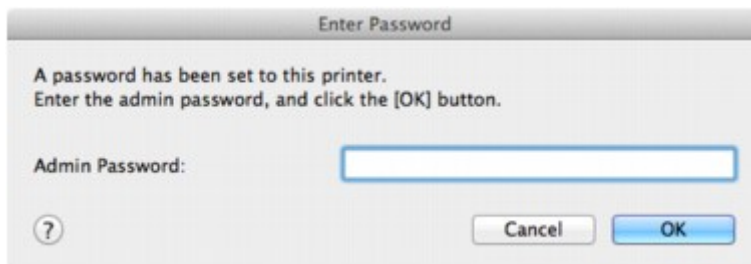 Enter Password
A password has been set to this printer.
Enter the admin password, and click the [OK] button.
Admin Password:
?
Cancel
OK